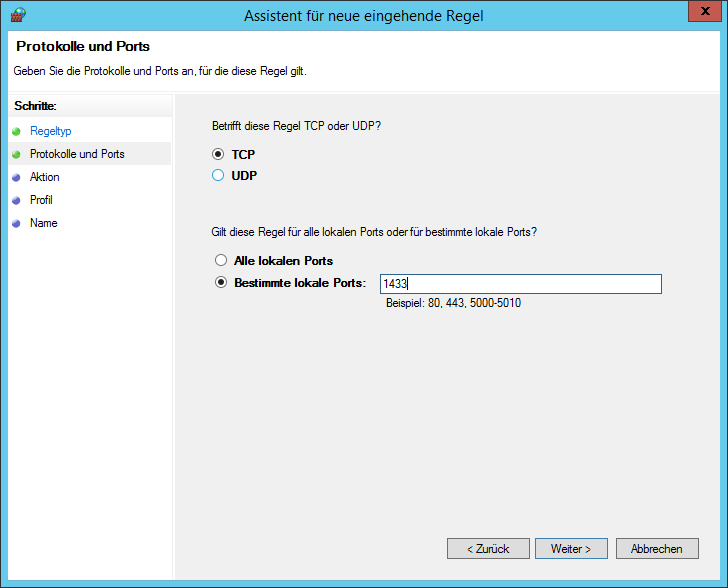 Assistent für neue eingehende Regel
x
Protokolle und Ports
Geben Sie die Protokolle und Ports an, für die diese Regel gilt.
Schritte:
Regeltyp
Protokolle und Ports
Aktion
Profil
Name
Betrifft diese Regel TCP oder UDP?
TCP
UDP
Gilt diese Regel für alle lokalen Ports oder für bestimmte lokale Ports?
Alle lokalen Ports
Bestimmte lokale Ports: 1433
Beispiel: 80, 443, 5000-5010
< Zurück Weiter > Abbrechen